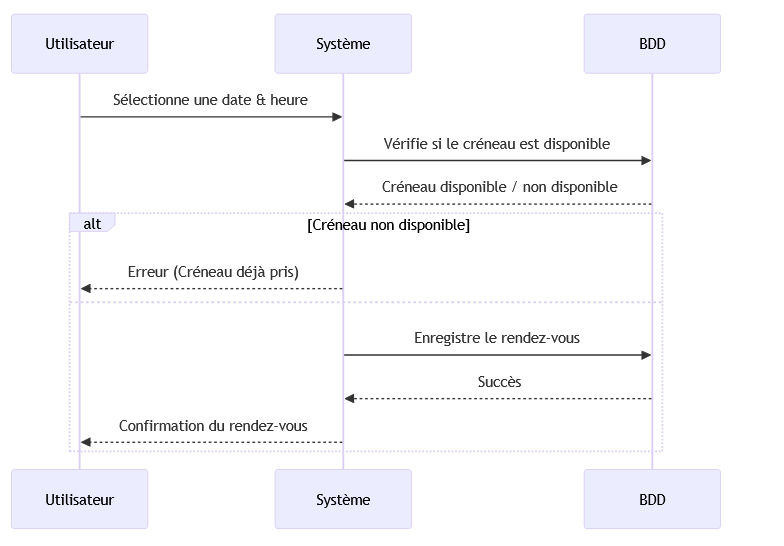 Utilisateur
Système
BDD
Sélectionne une date & heure
Vérifie si le créneau est disponible
Créneau disponible / non disponible
alt
[Créneau non disponible]
Erreur (Créneau déjà pris)
Enregistre le rendez-vous
Succès
Confirmation du rendez-vous
Utilisateur
Système
BDD